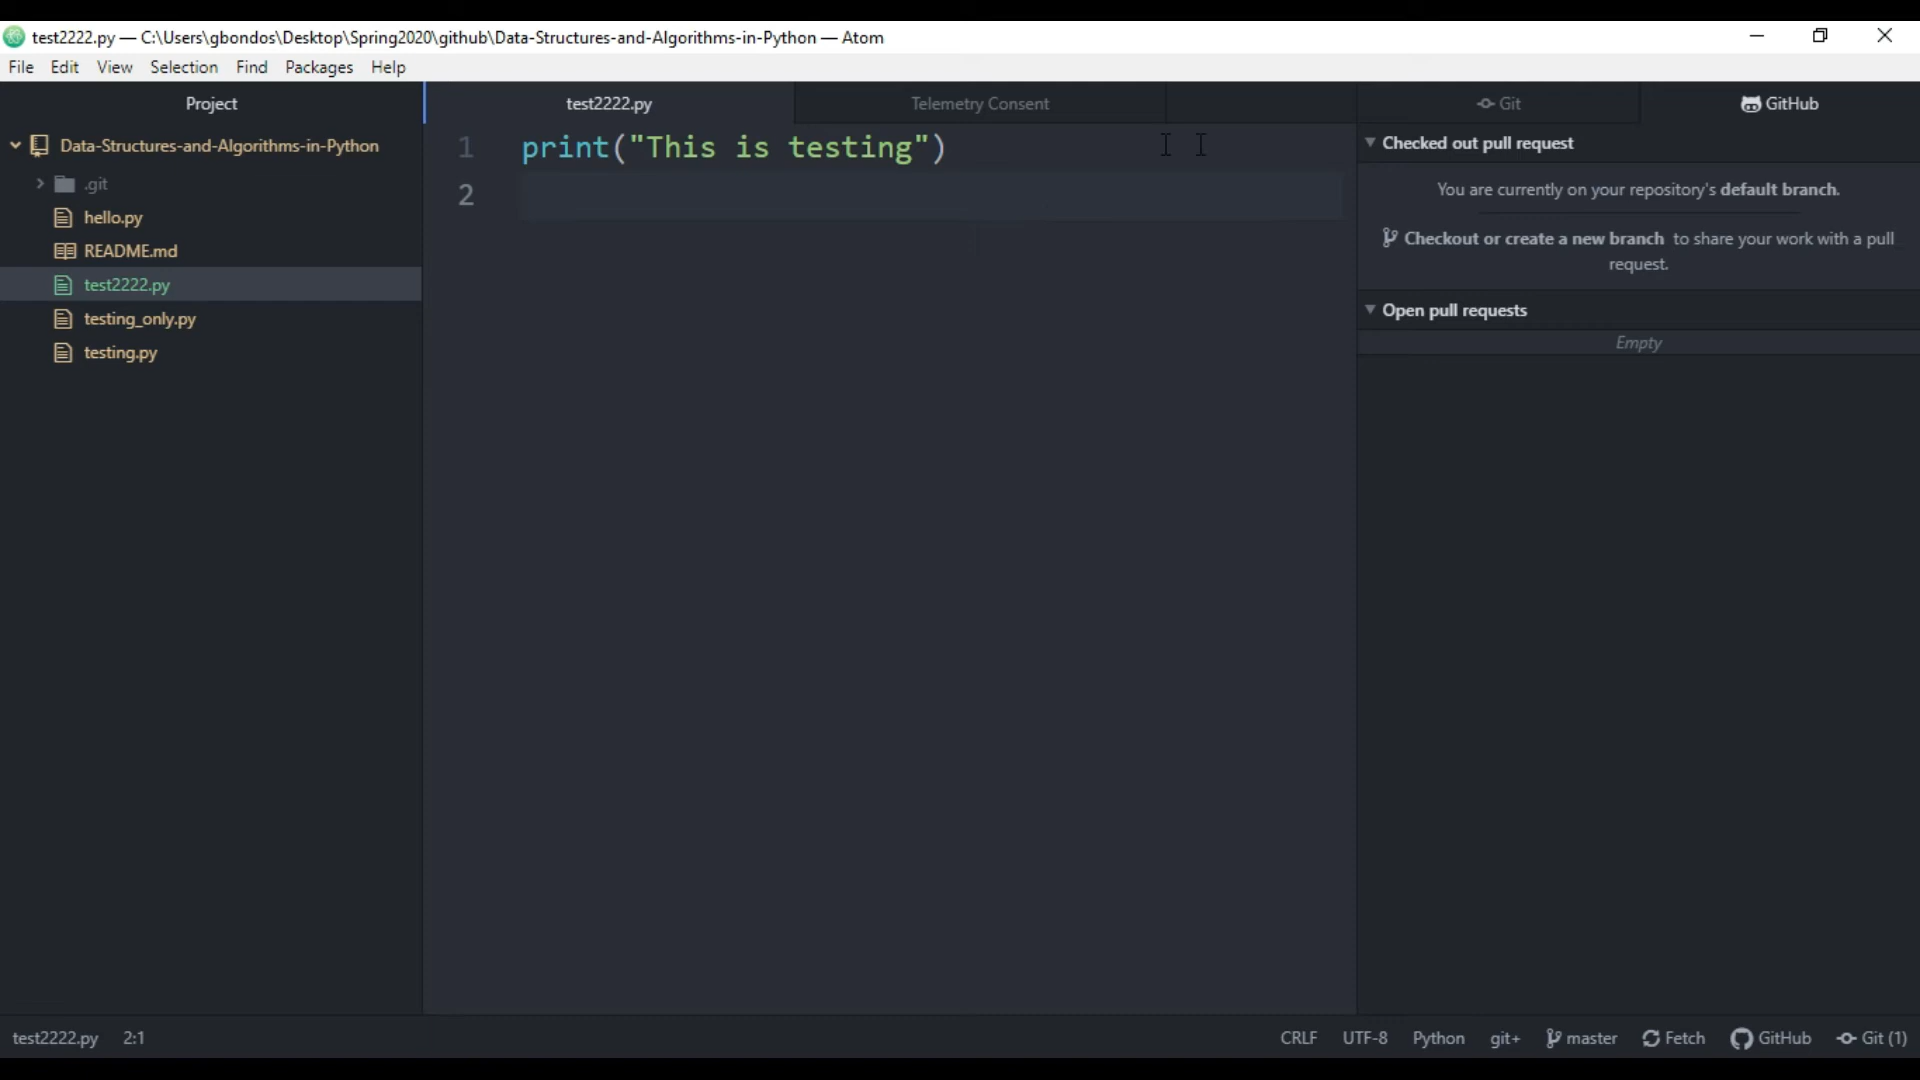 test2222.py — C:\Users\gbondos\Desktop\Spring2020\github\Data-Structures-and-Algorithms-in-Python — Atom
File Edit View Selection Find Packages Help
Project
Data-Structures-and-Algorithms-in-Python
.git
hello.py
README.md
test2222.py
testing_only.py
testing.py
test2222.py Telemetry Consent
1 print("This is testing")
2
Git GitHub
Checked out pull request
You are currently on your repository's default branch.
Checkout or create a new branch to share your work with a pull
request.
Open pull requests
Empty
test2222.py 2:1 CRLF UTF-8 Python git+ master Fetch GitHub Git (1)